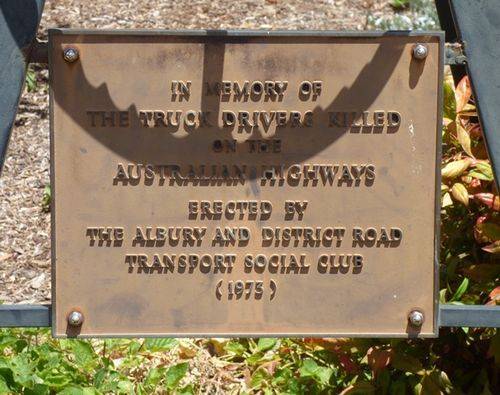 IN MEMORY OF
THE TRUCK DRIVERS KILLED
ON THE
AUSTRALIAN HIGHWAYS
ERECTED BY
THE ALBURY AND DISTRICT ROAD
TRANSPORT SOCIAL CLUB
(1973)